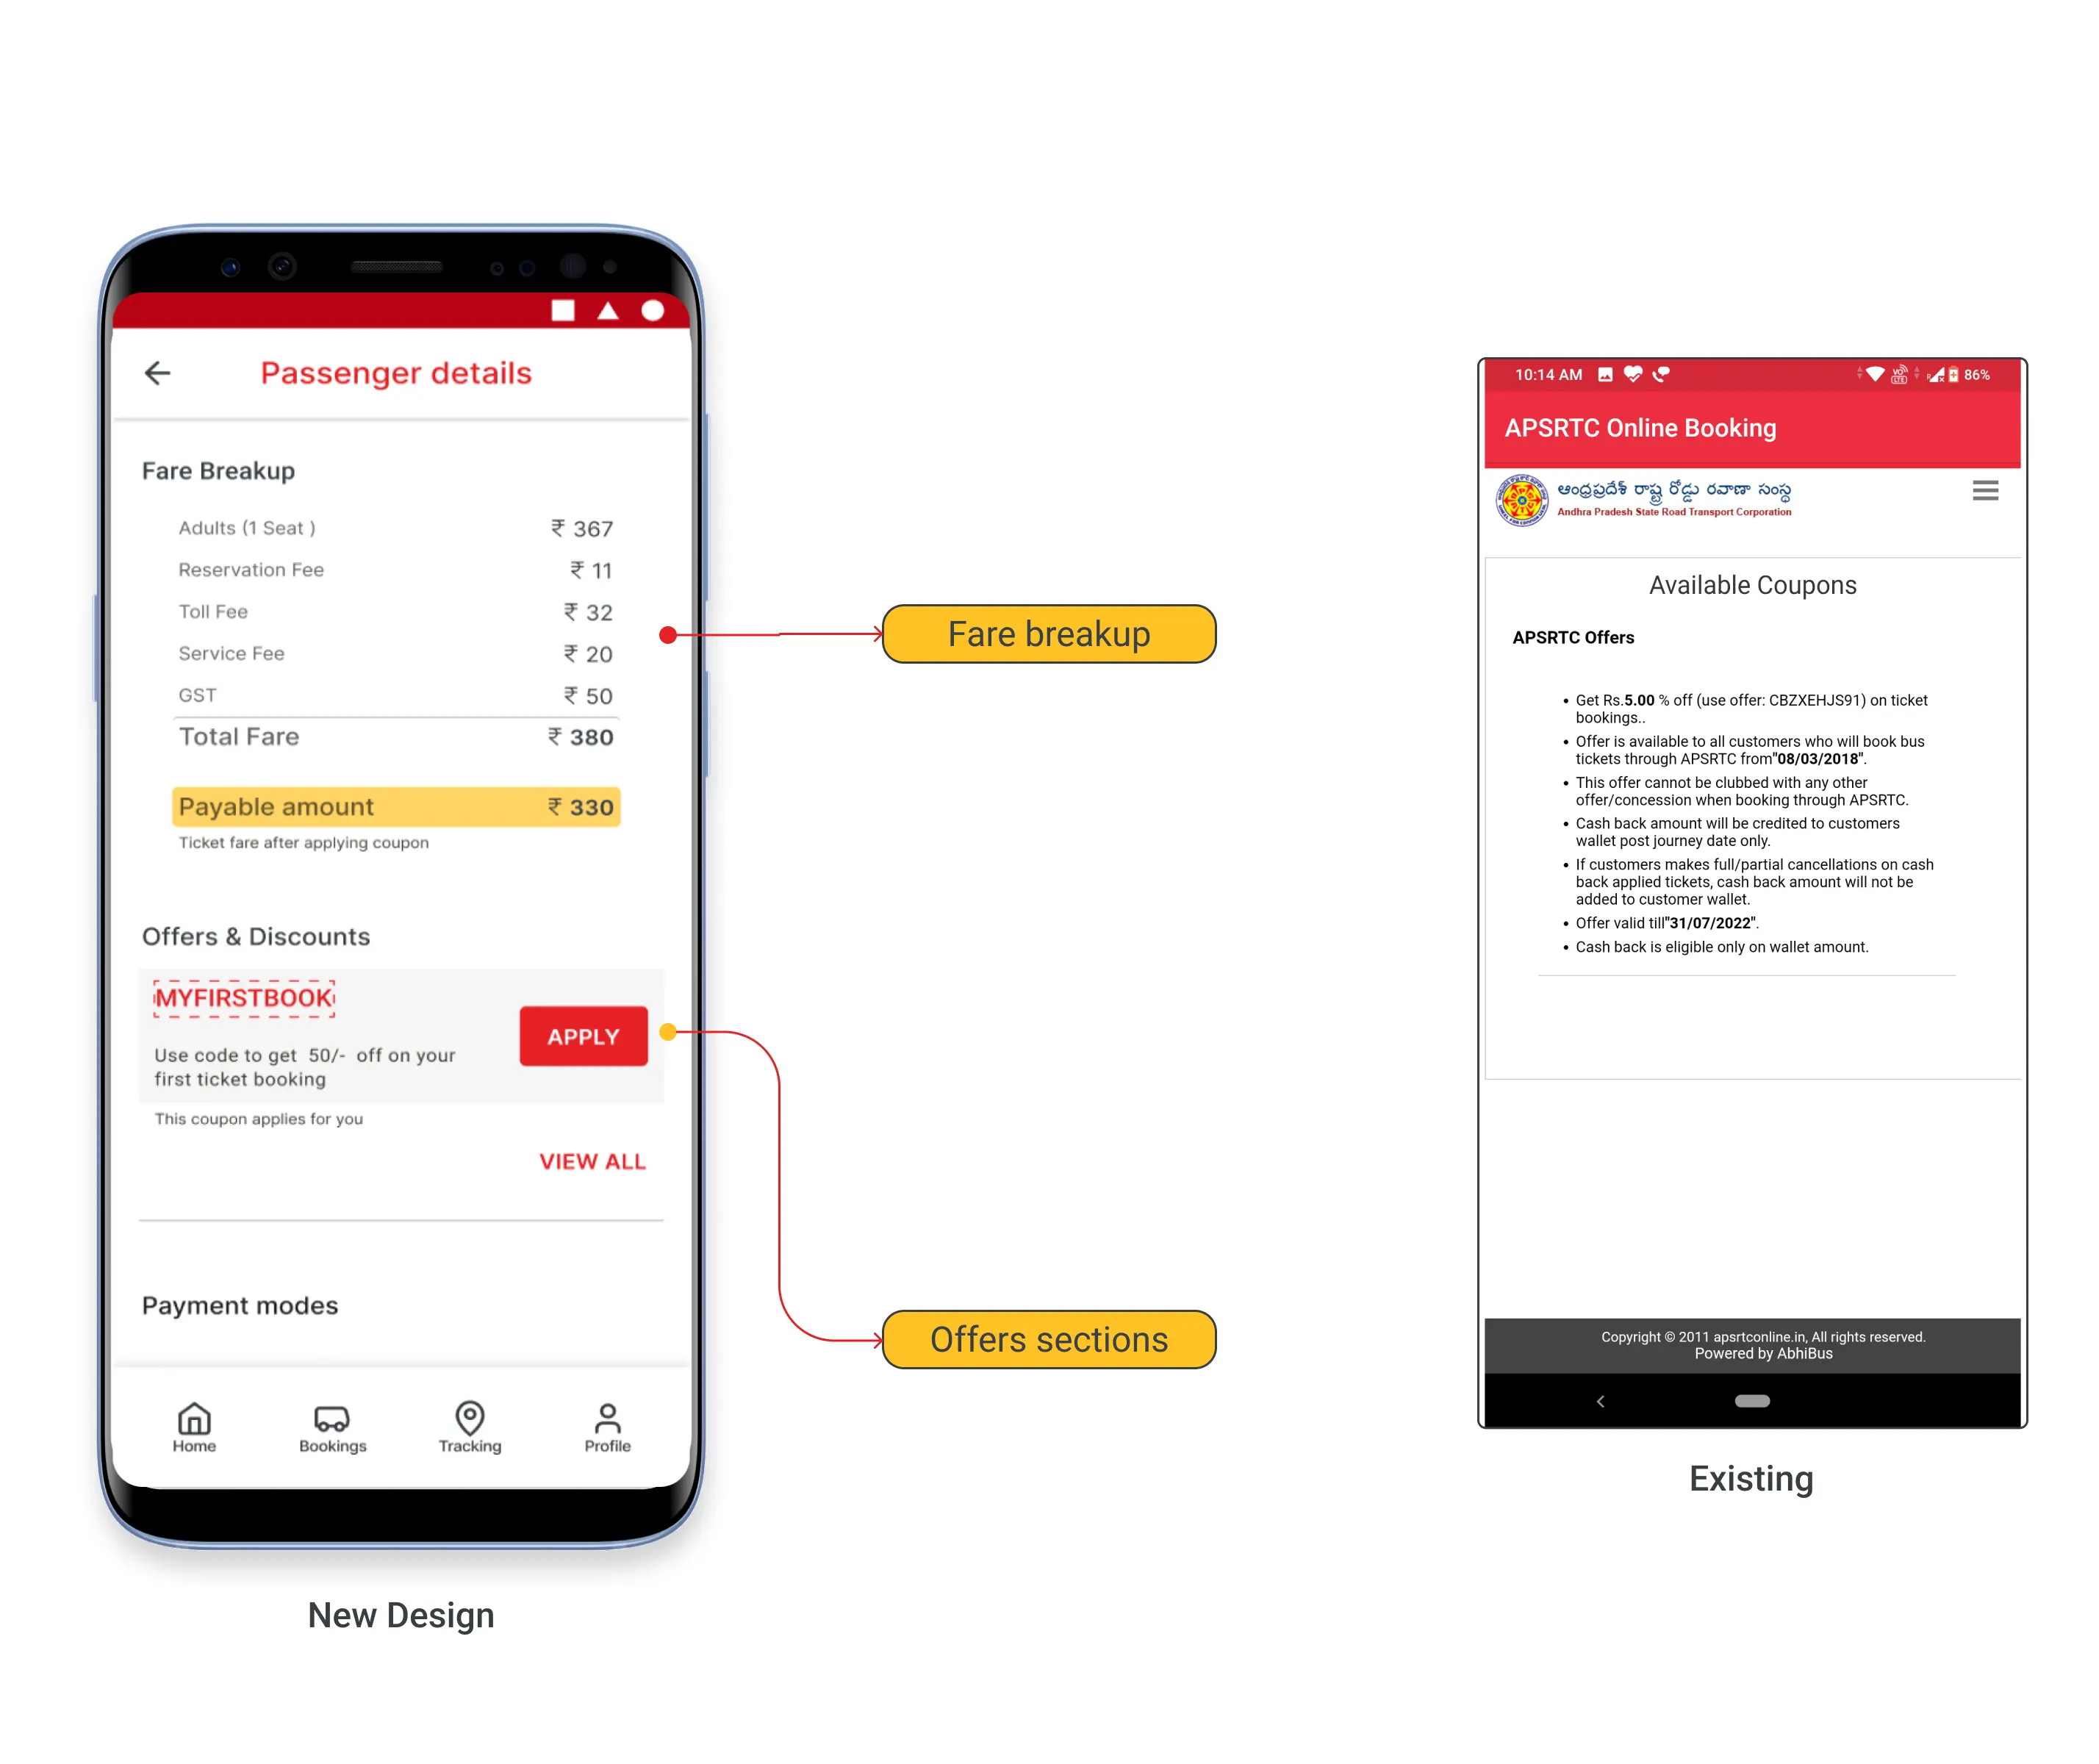 Passenger details
Fare Breakup
Adults (1 Seat ) ₹ 367
Reservation Fee ₹ 11
Toll Fee ₹ 32
Service Fee ₹ 20
GST ₹ 50
Total Fare ₹ 380
Payable amount ₹ 330
Ticket fare after applying coupon
Offers & Discounts
MYFIRSTBOOK
APPLY
Use code to get 50/- off on your
first ticket booking
This coupon applies for you
VIEW ALL
Payment modes
Home Bookings Tracking Profile
New Design
Fare breakup
Offers sections
10:14 AM 86%
APSRTC Online Booking
ఆంధ్రప్రదేశ్ రాష్ట్ర రోడ్డు రవాణా సంస్థ
Andhra Pradesh State Road Transport Corporation
Available Coupons
APSRTC Offers
• Get Rs.5.00 % off (use offer: CBZXEHJS91) on ticket
bookings..
• Offer is available to all customers who will book bus
tickets through APSRTC from"08/03/2018".
• This offer cannot be clubbed with any other
offer/concession when booking through APSRTC.
• Cash back amount will be credited to customers
wallet post journey date only.
• If customers makes full/partial cancellations on cash
back applied tickets, cash back amount will not be
added to customer wallet.
• Offer valid till"31/07/2022".
• Cash back is eligible only on wallet amount.
Copyright © 2011 apsrtconline.in, All rights reserved.
Powered by AbhiBus
Existing